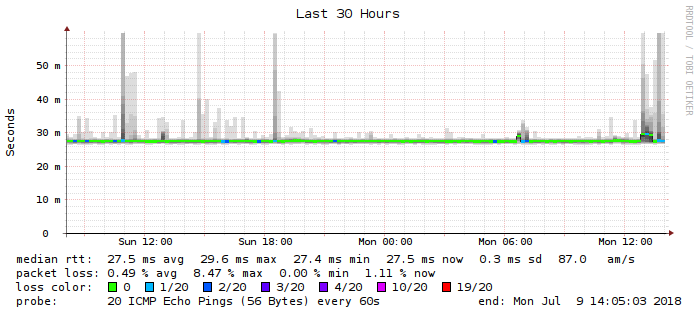 Last 30 Hours
RRDTOOL / TOBI OETIKER
Seconds
50 m
40 m
30 m
20 m
10 m
0
Sun 12:00 Sun 18:00 Mon 00:00 Mon 06:00 Mon 12:00
median rtt: 27.5 ms avg 29.6 ms max 27.4 ms min 27.5 ms now 0.3 ms sd 87.0 am/s
packet loss: 0.49 % avg 8.47 % max 0.00 % min 1.11 % now
loss color: 0 1/20 2/20 3/20 4/20 10/20 19/20
probe: 20 ICMP Echo Pings (56 Bytes) every 60s end: Mon Jul 9 14:05:03 2018